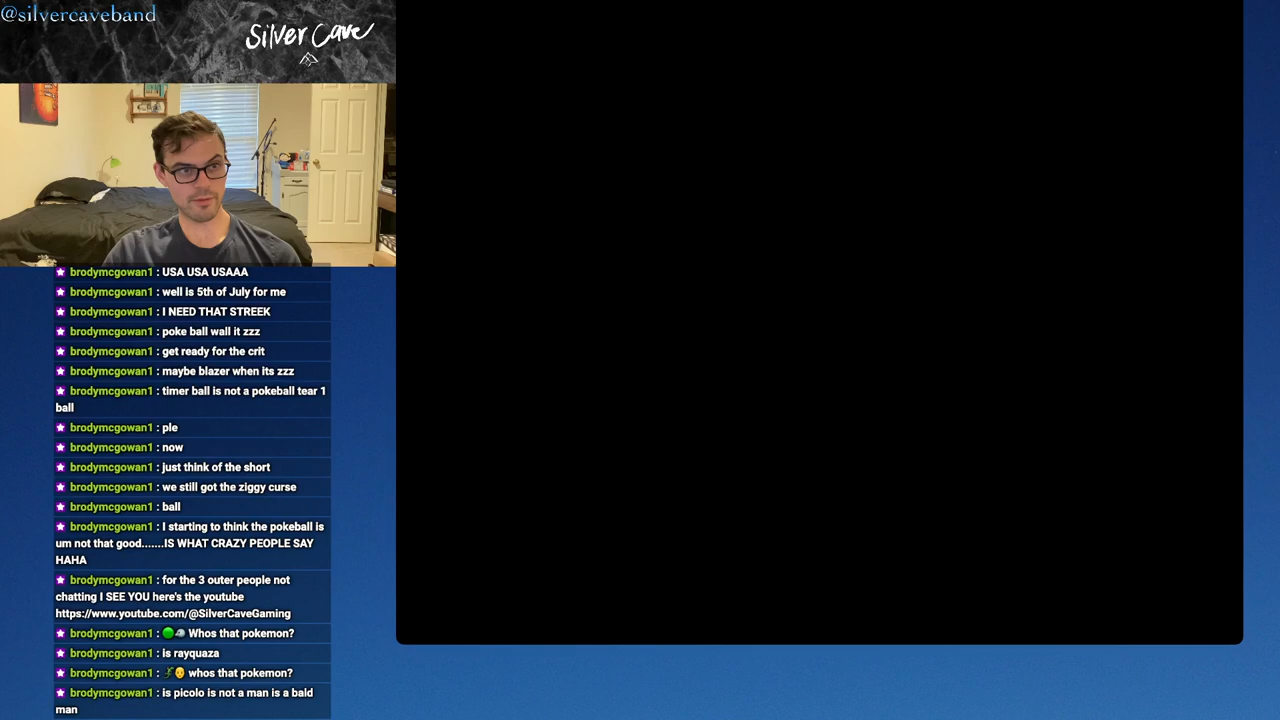 @silvercaveband
Silver Cave
brodymcgowan1 : USA USA USAAA
brodymcgowan1 : well is 5th of July for me
brodymcgowan1 : I NEED THAT STREEK
brodymcgowan1 : poke ball wall it zzz
brodymcgowan1 : get ready for the crit
brodymcgowan1 : maybe blazer when its zzz
brodymcgowan1 : timer ball is not a pokeball tear 1
ball
brodymcgowan1 : ple
brodymcgowan1 : now
brodymcgowan1 : just think of the short
brodymcgowan1 : we still got the ziggy curse
brodymcgowan1 : ball
brodymcgowan1 : I starting to think the pokeball is
um not that good.......IS WHAT CRAZY PEOPLE SAY
HAHA
brodymcgowan1 : for the 3 outer people not
chatting I SEE YOU here's the youtube
https://www.youtube.com/@SilverCaveGaming
brodymcgowan1 : Whos that pokemon?
brodymcgowan1 : is rayquaza
brodymcgowan1 : whos that pokemon?
brodymcgowan1 : is picolo is not a man is a bald
man